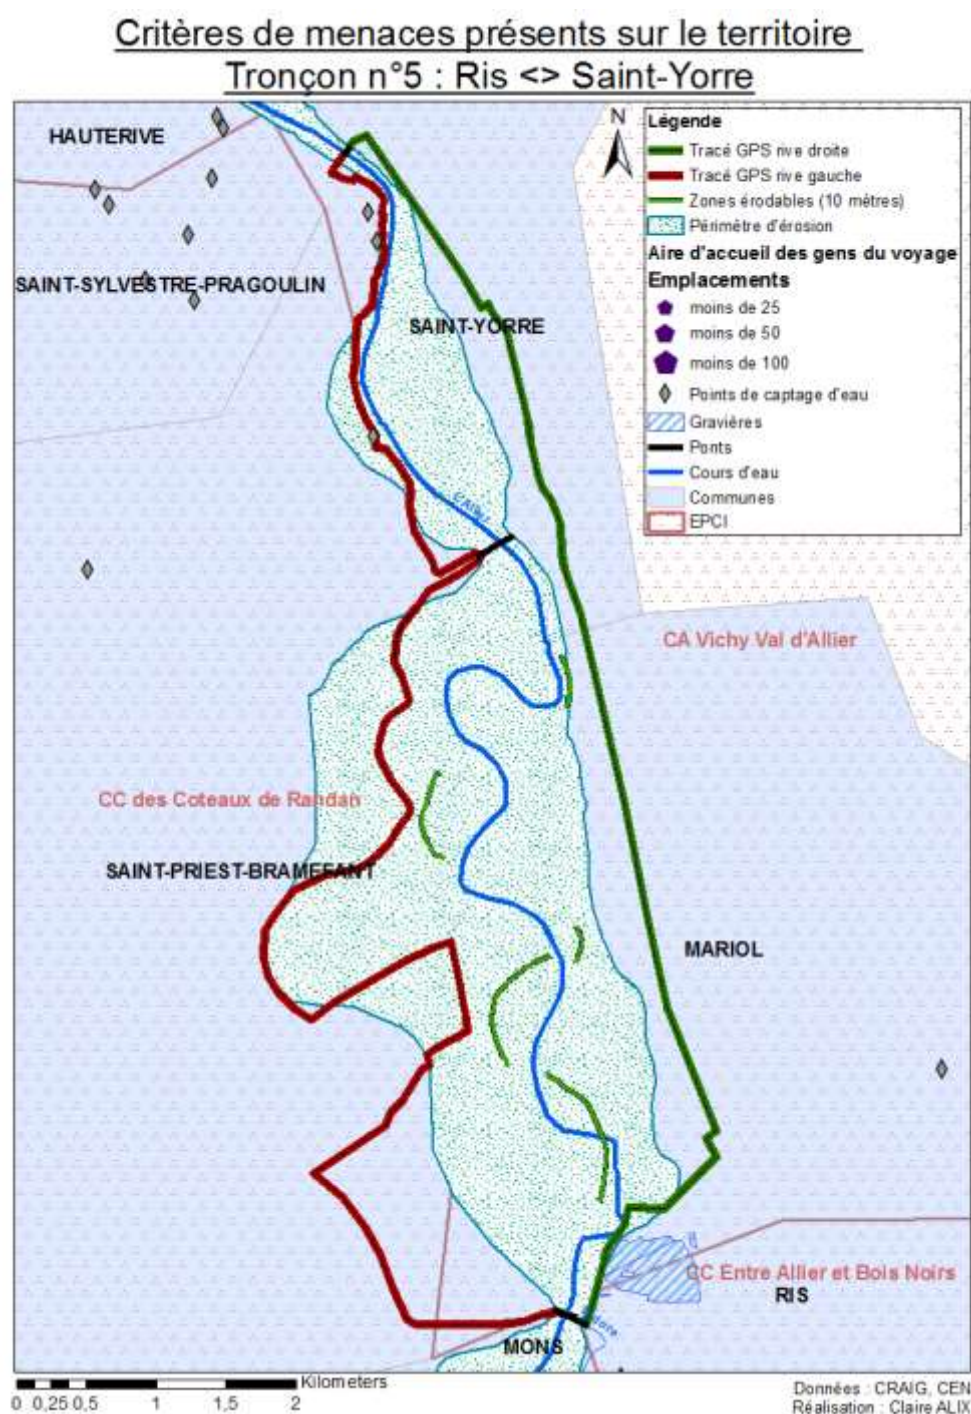 Critères de menaces présents sur le territoire
Tronçon n°5 : Ris <> Saint-Yorre
HAUTERIVE
SAINT-SYLVESTRE-PRAGOULIN
SAINT-YORRE
N
Légende
Tracé GPS rive droite
Tracé GPS rive gauche
Zones érodables (10 mètres)
Périmètre d'érosion
Aire d'accueil des gens du voyage
Emplacements
moins de 25
moins de 50
moins de 100
Points de captage d'eau
Gravières
Ponts
Cours d'eau
Communes
EPCI
CA Vichy Val d'Allier
CC des Coteaux de Randan
SAINT-PRIEST-BRAMEFANT
MARIOL
CC Entre Allier et Bois Noirs
RIS
MONS
Kilometers
0 0,25 0,5 1 1,5 2
Données : CRAIG, CEN
Réalisation : Claire ALIX